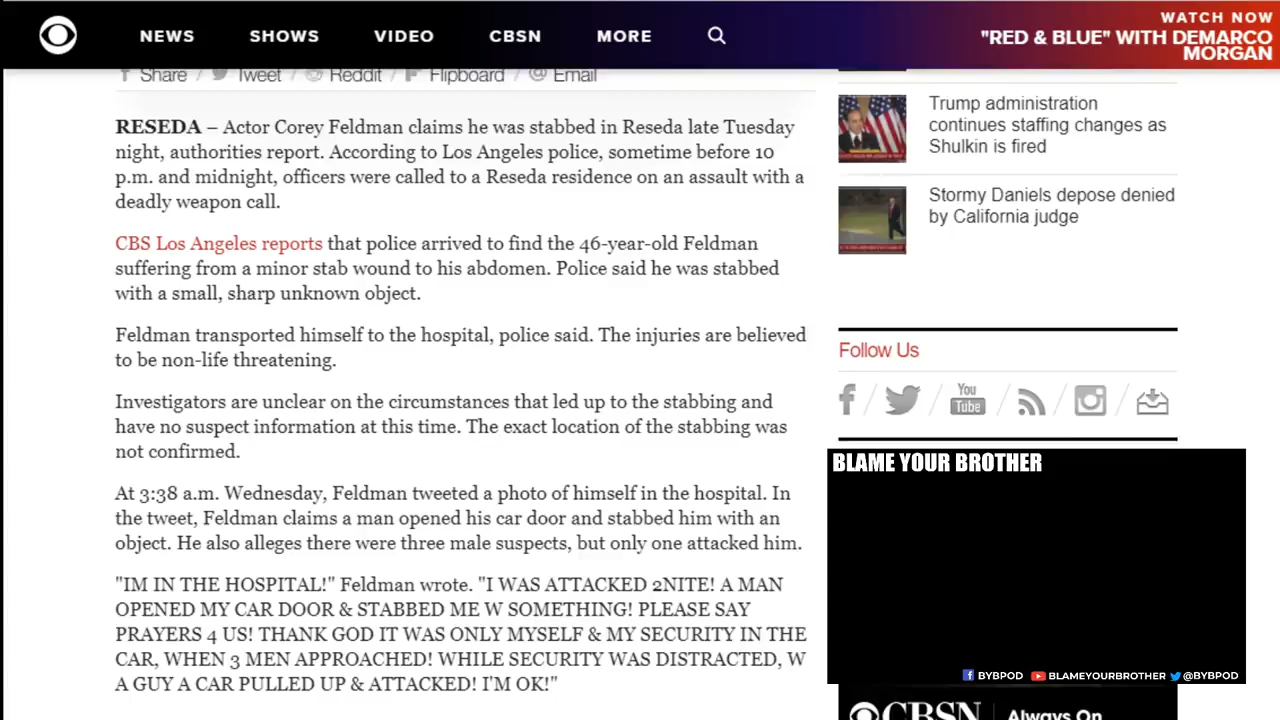 NEWS SHOWS VIDEO CBSN MORE
WATCH NOW
"RED & BLUE" WITH DEMARCO
MORGAN
Share / Tweet / Reddit / Flipboard / @ Email
RESEDA – Actor Corey Feldman claims he was stabbed in Reseda late Tuesday
night, authorities report. According to Los Angeles police, sometime before 10
p.m. and midnight, officers were called to a Reseda residence on an assault with a
deadly weapon call.
CBS Los Angeles reports that police arrived to find the 46-year-old Feldman
suffering from a minor stab wound to his abdomen. Police said he was stabbed
with a small, sharp unknown object.
Feldman transported himself to the hospital, police said. The injuries are believed
to be non-life threatening.
Investigators are unclear on the circumstances that led up to the stabbing and
have no suspect information at this time. The exact location of the stabbing was
not confirmed.
At 3:38 a.m. Wednesday, Feldman tweeted a photo of himself in the hospital. In
the tweet, Feldman claims a man opened his car door and stabbed him with an
object. He also alleges there were three male suspects, but only one attacked him.
"IM IN THE HOSPITAL!" Feldman wrote. "I WAS ATTACKED 2NITE! A MAN
OPENED MY CAR DOOR & STABBED ME W SOMETHING! PLEASE SAY
PRAYERS 4 US! THANK GOD IT WAS ONLY MYSELF & MY SECURITY IN THE
CAR, WHEN 3 MEN APPROACHED! WHILE SECURITY WAS DISTRACTED, W
A GUY A CAR PULLED UP & ATTACKED! I'M OK!"
Trump administration
continues staffing changes as
Shulkin is fired
Stormy Daniels depose denied
by California judge
Follow Us
You
Tube
BLAME YOUR BROTHER
BYBPOD BLAMEYOURBROTHER @BYBPOD
CBSN Always On